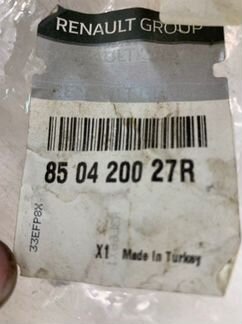 RENAULT GROUP
85 04 200 27R
33EFP8X
X1 Made in Turkey